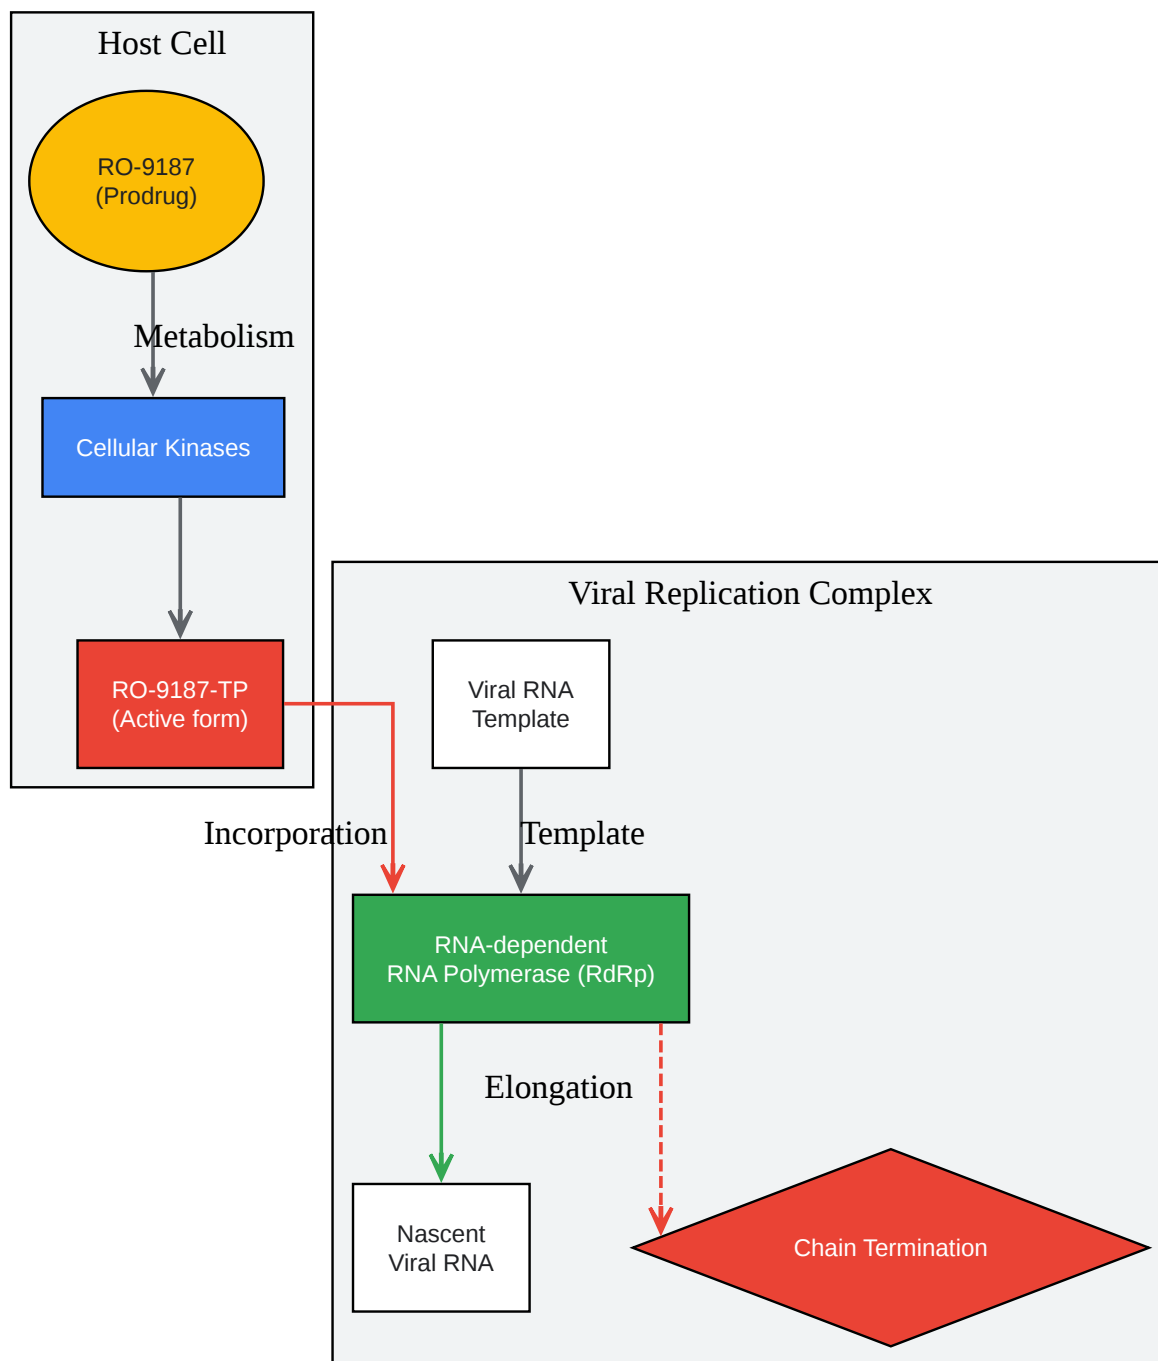 Host Cell
RO-9187
(Prodrug)
Metabolism
Cellular Kinases
RO-9187-TP
(Active form)
Viral Replication Complex
Viral RNA
Template
Incorporation
Template
RNA-dependent
RNA Polymerase (RdRp)
Elongation
Nascent
Viral RNA
Chain Termination